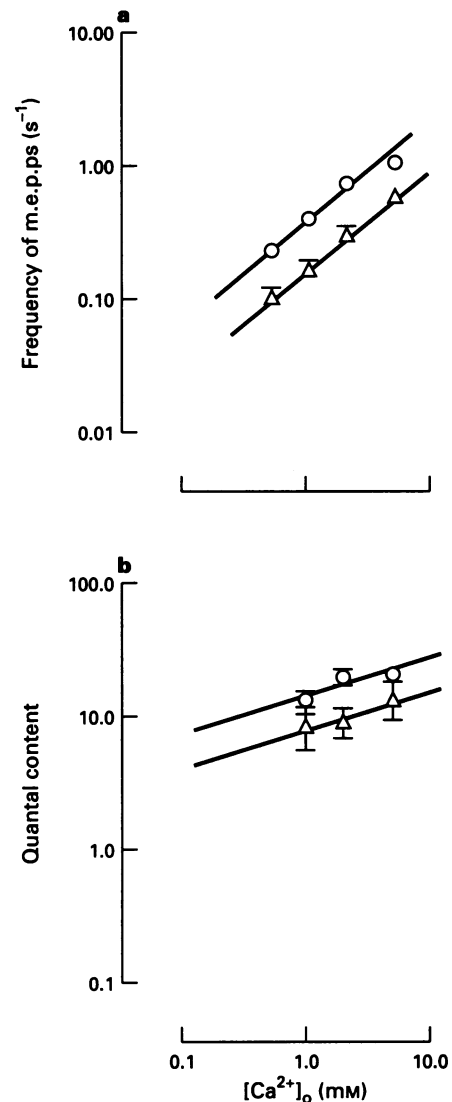 a
10.00
1.00
0.10
0.01
Frequency of m.e.p.ps (s⁻¹)
b
100.0
10.0
1.0
0.1
Quantal content
0.1 1.0 10.0
[Ca²⁺]ₒ (mM)